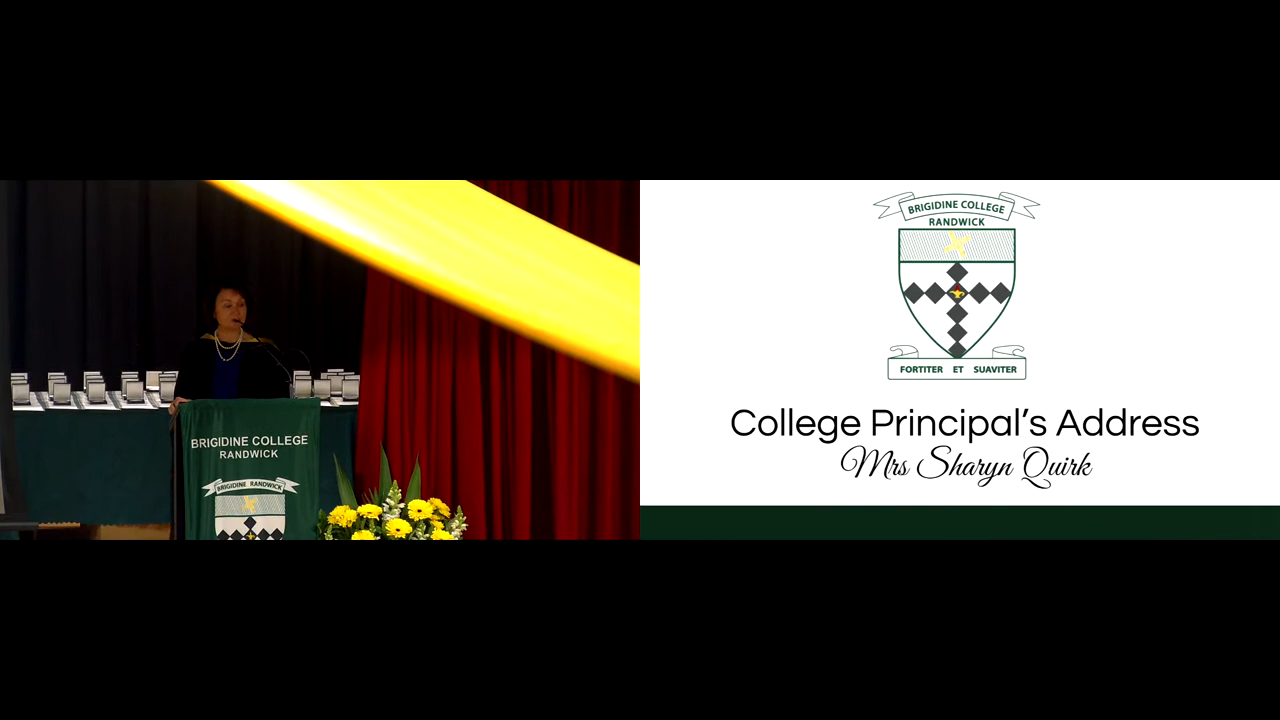 BRIGIDINE COLLEGE
RANDWICK
BRIGIDINE RANDWICK
BRIGIDINE COLLEGE
RANDWICK
FORTITER ET SUAVITER
College Principal's Address
Mrs Sharyn Quirk